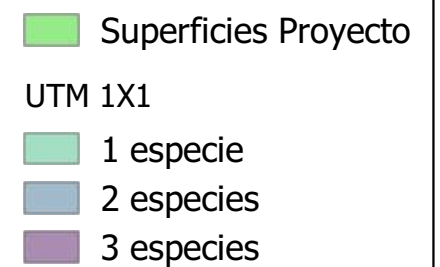 Superficies Proyecto
UTM 1X1
1 especie
2 especies
3 especies